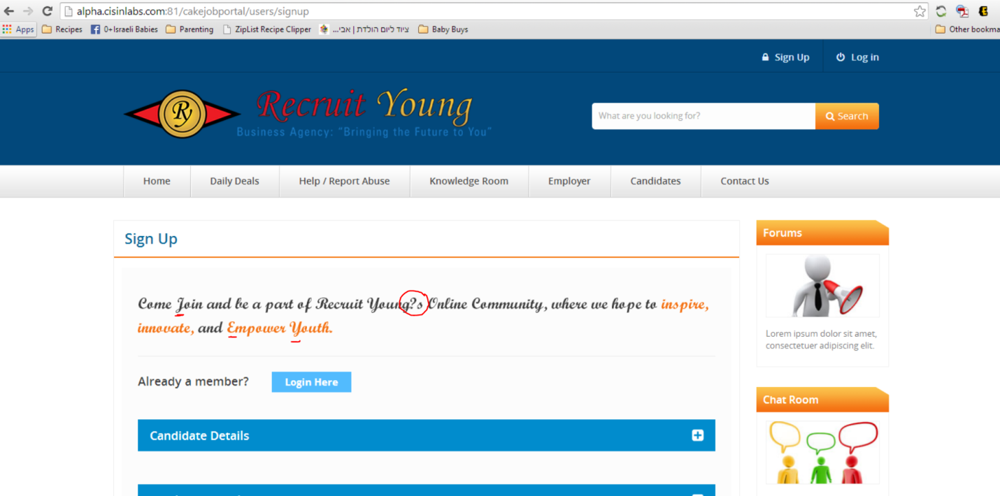 alpha.cisinlabs.com:81/cakejobportal/users/signup
Apps Recipes 0+Israeli Babies Parenting ZipList Recipe Clipper ציוד ליום הולדת | אבי... Baby Buys Other bookma
Sign Up Log in
Ry
Recruit Young
Business Agency: “Bringing the Future to You”
What are you looking for? Search
Home Daily Deals Help / Report Abuse Knowledge Room Employer Candidates Contact Us
Sign Up
Come Join and be a part of Recruit Young?s Online Community, where we hope to inspire,
innovate, and Empower Youth.
Already a member? Login Here
Candidate Details
Forums
Lorem ipsum dolor sit amet,
consectetuer adipiscing elit.
Chat Room